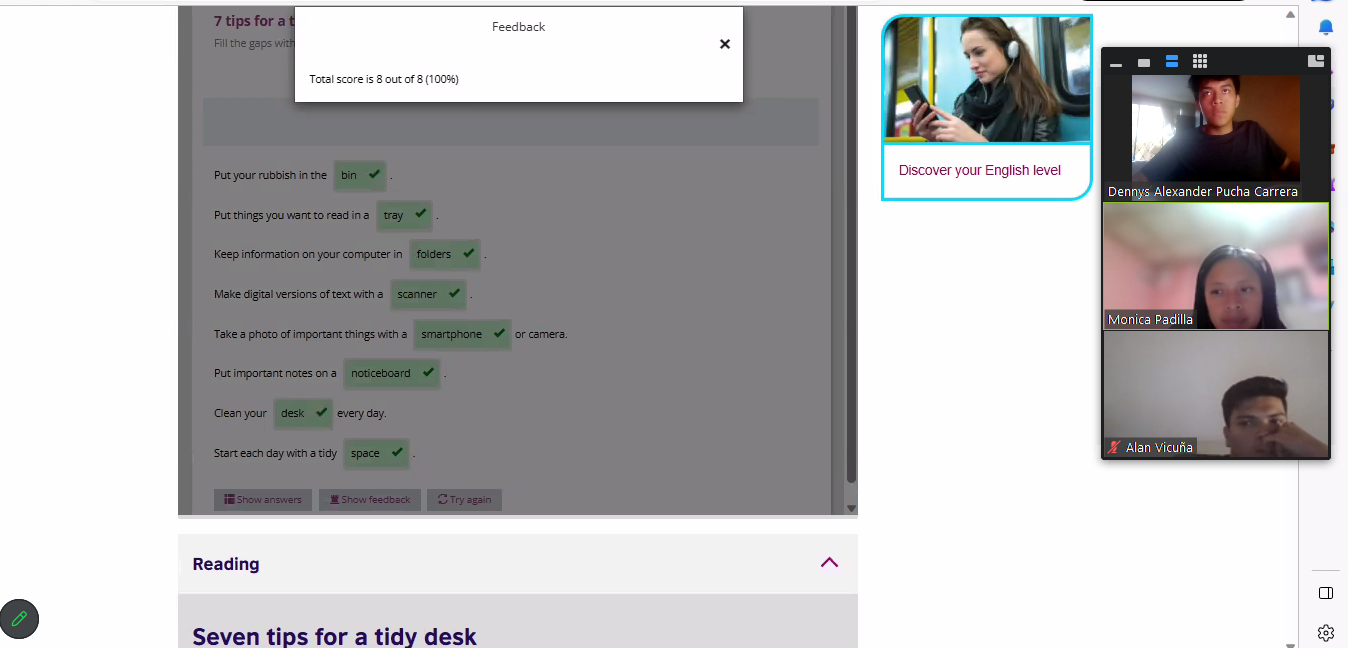 7 tips for a t
Fill the gaps with
Feedback
Total score is 8 out of 8 (100%)
Put your rubbish in the bin .
Put things you want to read in a tray .
Keep information on your computer in folders .
Make digital versions of text with a scanner .
Take a photo of important things with a smartphone or camera.
Put important notes on a noticeboard .
Clean your desk every day.
Start each day with a tidy space .
Show answers Show feedback Try again
Reading
Seven tips for a tidy desk
Discover your English level
Dennys Alexander Pucha Carrera
Monica Padilla
Alan Vicuña